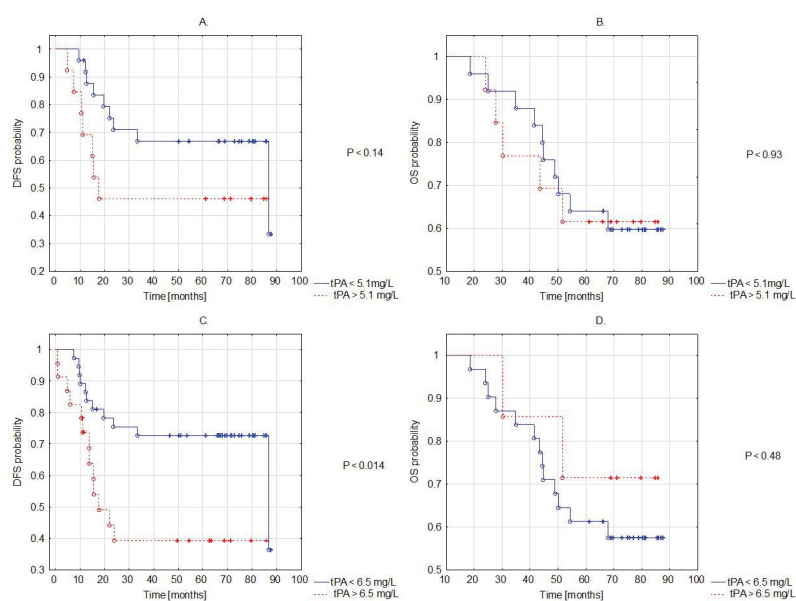 A.
1
0.9
0.8
0.7
0.6
0.5
0.4
0.3
0.2
DFS probability
0 10 20 30 40 50 60 70 80 90 100
Time [months]
P < 0.14
tPA < 5.1mg/L
tPA > 5.1 mg/L
B.
1
0.9
0.8
0.7
0.6
0.5
OS probability
10 20 30 40 50 60 70 80 90 100
Time [months]
P < 0.93
tPA < 5.1mg/L
tPA > 5.1 mg/L
C.
1
0.9
0.8
0.7
0.6
0.5
0.4
0.3
DFS probability
0 10 20 30 40 50 60 70 80 90 100
Time [months]
P < 0.014
tPA < 6.5 mg/L
tPA > 6.5 mg/L
D.
1
0.9
0.8
0.7
0.6
0.5
OS probability
10 20 30 40 50 60 70 80 90 100
Time [months]
P < 0.48
tPA < 6.5 mg/L
tPA > 6.5 mg/L